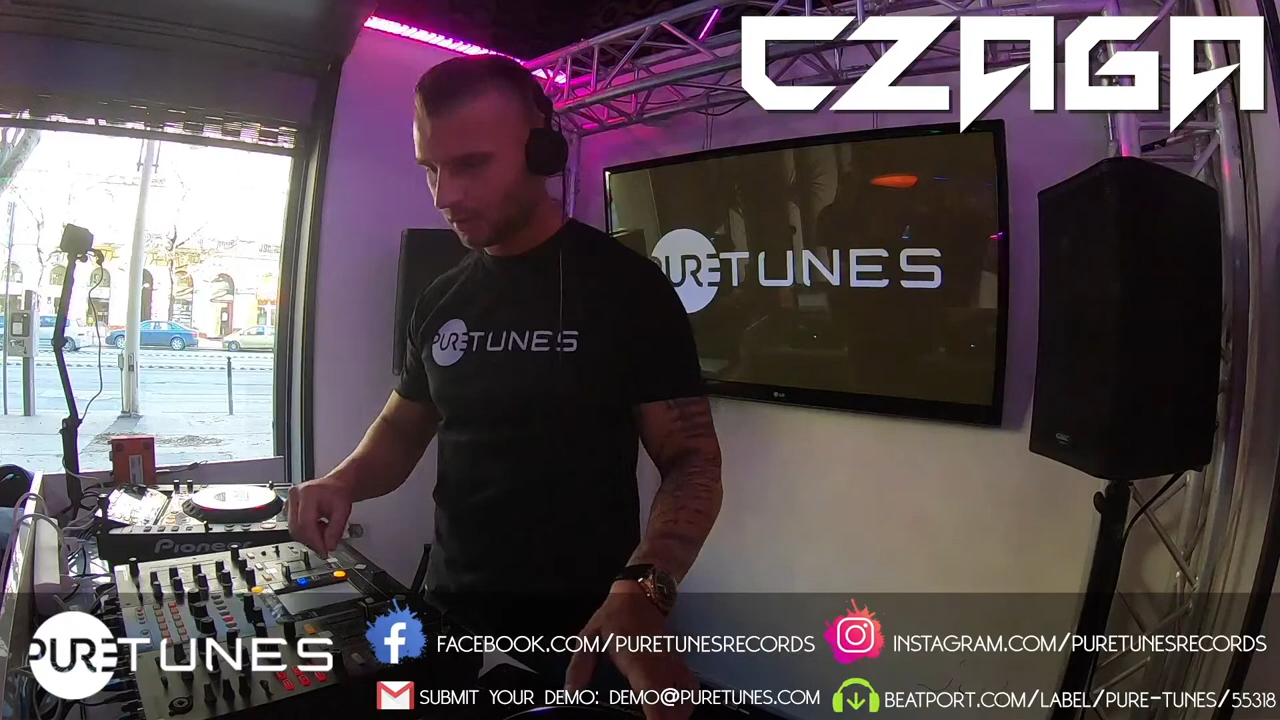 CZAGA
PURETUNES
PURETUNES
LG
Pioneer
PURETUNES
FACEBOOK.COM/PURETUNESRECORDS
INSTAGRAM.COM/PURETUNESRECORDS
SUBMIT YOUR DEMO: DEMO@PURETUNES.COM
BEATPORT.COM/LABEL/PURE-TUNES/55318